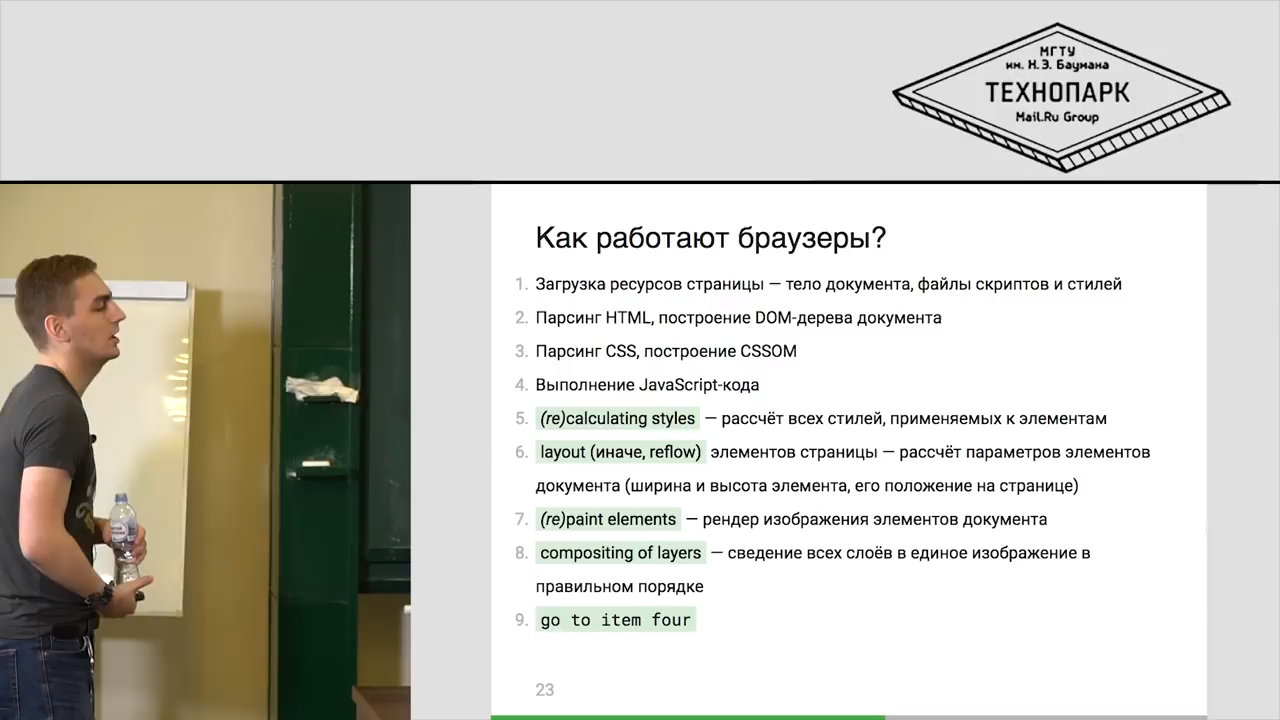 МГТУ
им. Н.Э. Баумана
ТЕХНОПАРК
Mail.Ru Group
Как работают браузеры?
1. Загрузка ресурсов страницы — тело документа, файлы скриптов и стилей
2. Парсинг HTML, построение DOM-дерева документа
3. Парсинг CSS, построение CSSOM
4. Выполнение JavaScript-кода
5. (re)calculating styles — рассчёт всех стилей, применяемых к элементам
6. layout (иначе, reflow) элементов страницы — рассчёт параметров элементов
документа (ширина и высота элемента, его положение на странице)
7. (re)paint elements — рендер изображения элементов документа
8. compositing of layers — сведение всех слоёв в единое изображение в
правильном порядке
9. go to item four
23